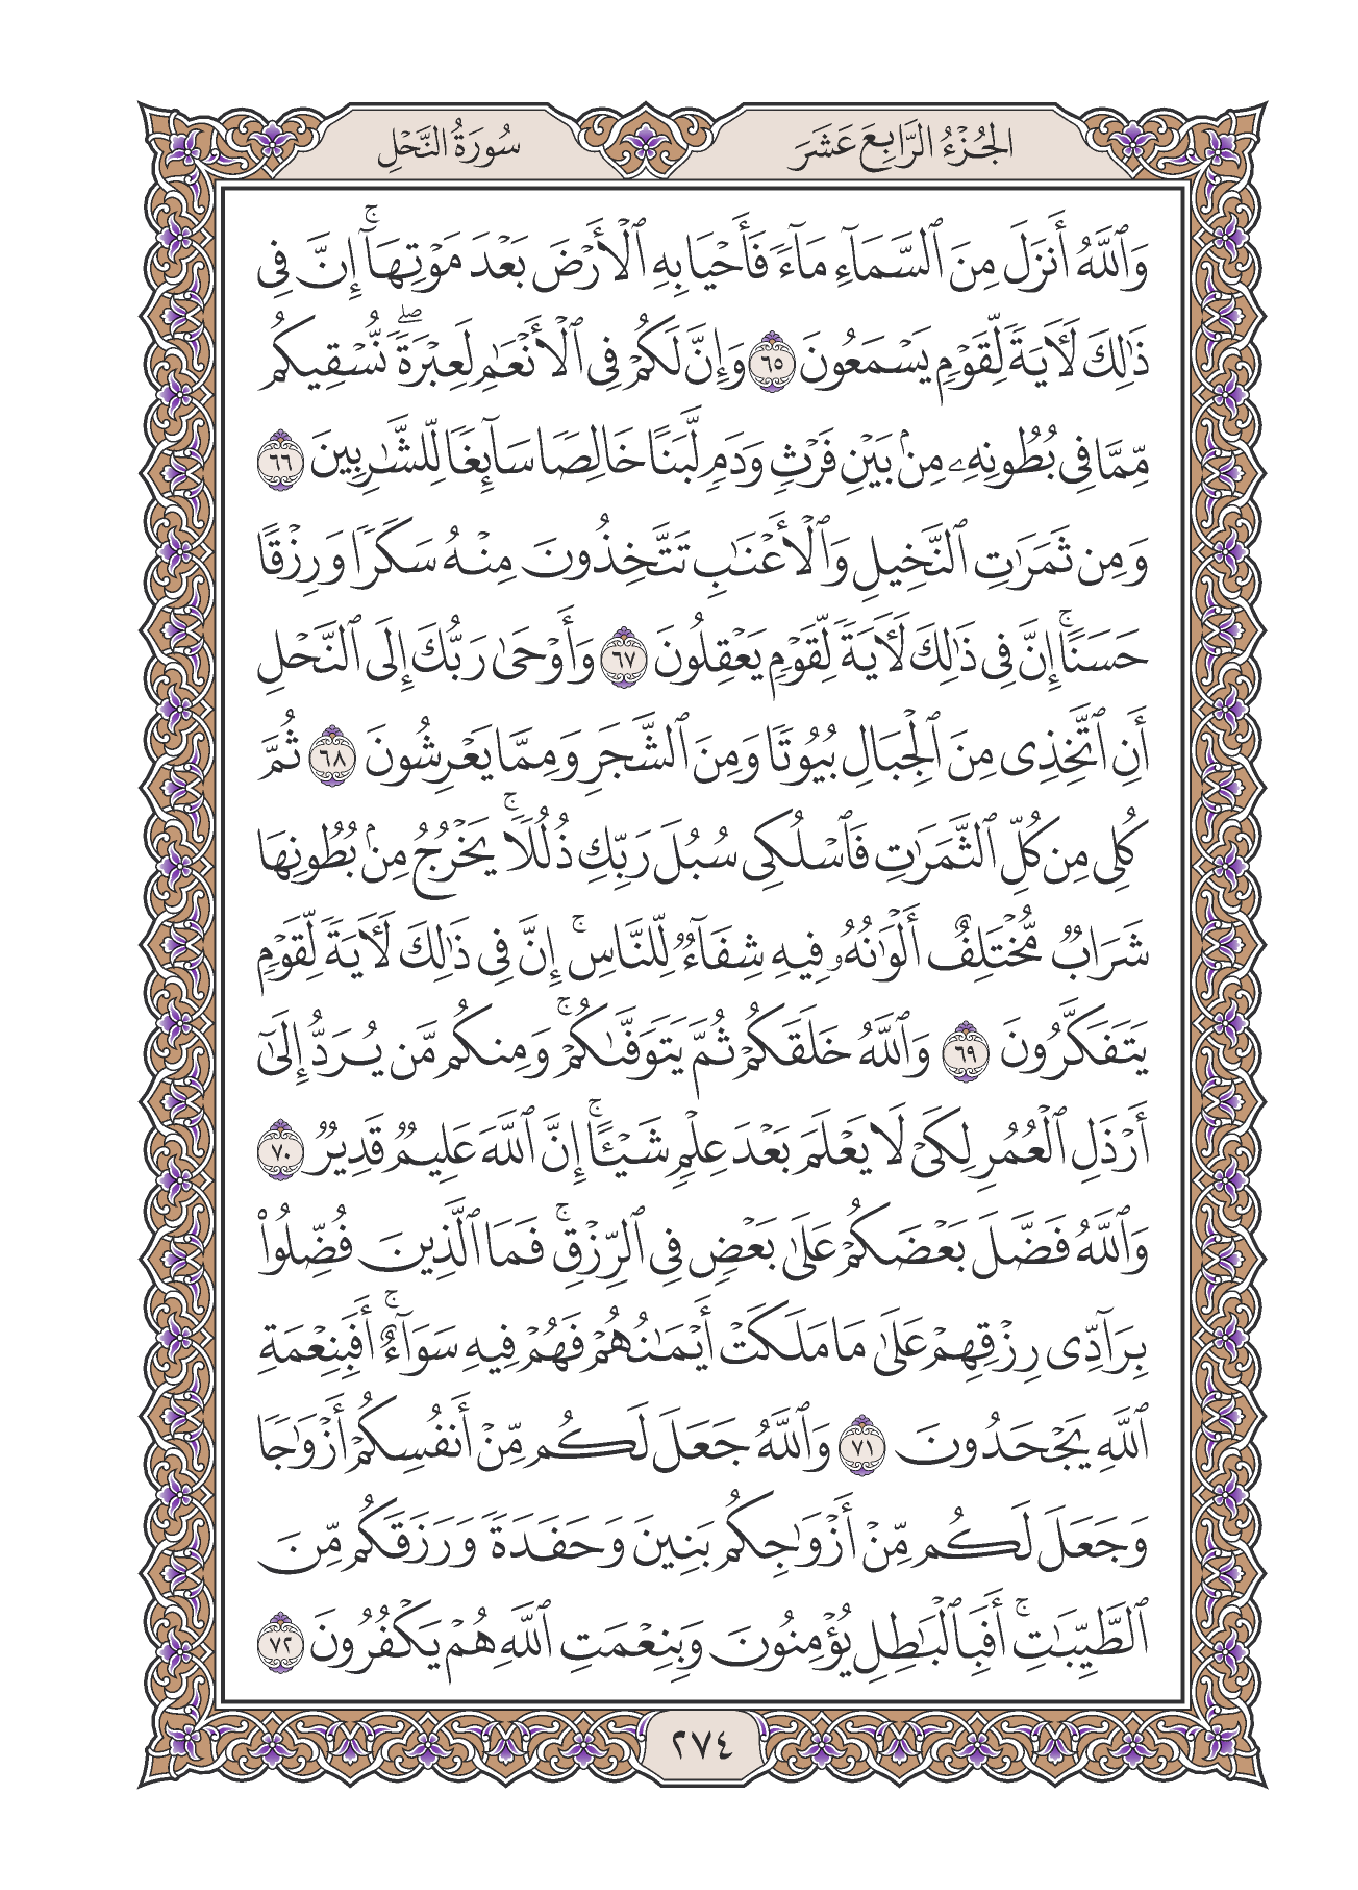 الجُزْءُ الرَّابِعَ عَشَرَ
سُورَةُ النَّحْلِ
وَٱللَّهُ أَنزَلَ مِنَ ٱلسَّمَآءِ مَآءً فَأَحْيَا بِهِ ٱلْأَرْضَ بَعْدَ مَوْتِهَآ ۚ إِنَّ فِى
ذَٰلِكَ لَـَٔايَةً لِّقَوْمٍ يَسْمَعُونَ ٦٥ وَإِنَّ لَكُمْ فِى ٱلْأَنْعَـٰمِ لَعِبْرَةً ۖ نُّسْقِيكُم
مِّمَّا فِى بُطُونِهِۦ مِنۢ بَيْنِ فَرْثٍ وَدَمٍ لَّبَنًا خَالِصًا سَآئِغًا لِّلشَّـٰرِبِينَ ٦٦
وَمِن ثَمَرَٰتِ ٱلنَّخِيلِ وَٱلْأَعْنَـٰبِ تَتَّخِذُونَ مِنْهُ سَكَرًا وَرِزْقًا
حَسَنًا ۚ إِنَّ فِى ذَٰلِكَ لَـَٔايَةً لِّقَوْمٍ يَعْقِلُونَ ٦٧ وَأَوْحَىٰ رَبُّكَ إِلَى ٱلنَّحْلِ
أَنِ ٱتَّخِذِى مِنَ ٱلْجِبَالِ بُيُوتًا وَمِنَ ٱلشَّجَرِ وَمِمَّا يَعْرِشُونَ ٦٨ ثُمَّ
كُلِى مِن كُلِّ ٱلثَّمَرَٰتِ فَٱسْلُكِى سُبُلَ رَبِّكِ ذُلُلًا ۚ يَخْرُجُ مِنۢ بُطُونِهَا
شَرَابٌ مُّخْتَلِفٌ أَلْوَٰنُهُۥ فِيهِ شِفَآءٌ لِّلنَّاسِ ۚ إِنَّ فِى ذَٰلِكَ لَـَٔايَةً لِّقَوْمٍ
يَتَفَكَّرُونَ ٦٩ وَٱللَّهُ خَلَقَكُمْ ثُمَّ يَتَوَفَّىٰكُمْ ۚ وَمِنكُم مَّن يُرَدُّ إِلَىٰٓ
أَرْذَلِ ٱلْعُمُرِ لِكَىْ لَا يَعْلَمَ بَعْدَ عِلْمٍ شَيْـًٔا ۚ إِنَّ ٱللَّهَ عَلِيمٌ قَدِيرٌ ٧٠
وَٱللَّهُ فَضَّلَ بَعْضَكُمْ عَلَىٰ بَعْضٍ فِى ٱلرِّزْقِ ۚ فَمَا ٱلَّذِينَ فُضِّلُوا۟
بِرَآدِّى رِزْقِهِمْ عَلَىٰ مَا مَلَكَتْ أَيْمَـٰنُهُمْ فَهُمْ فِيهِ سَوَآءٌ ۚ أَفَبِنِعْمَةِ
ٱللَّهِ يَجْحَدُونَ ٧١ وَٱللَّهُ جَعَلَ لَكُم مِّنْ أَنفُسِكُمْ أَزْوَٰجًا
وَجَعَلَ لَكُم مِّنْ أَزْوَٰجِكُم بَنِينَ وَحَفَدَةً وَرَزَقَكُم مِّنَ
ٱلطَّيِّبَـٰتِ ۚ أَفَبِٱلْبَـٰطِلِ يُؤْمِنُونَ وَبِنِعْمَتِ ٱللَّهِ هُمْ يَكْفُرُونَ ٧٢
٢٧٤